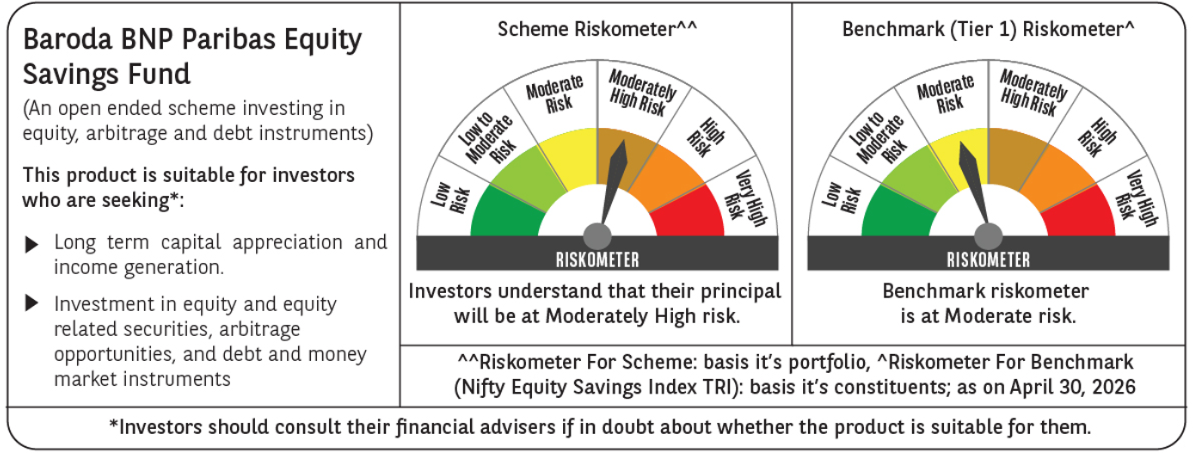 Baroda BNP Paribas Equity
Savings Fund
(An open ended scheme investing in
equity, arbitrage and debt instruments)
This product is suitable for investors
who are seeking*:
Long term capital appreciation and
income generation.
Investment in equity and equity
related securities, arbitrage
opportunities, and debt and money
market instruments
Scheme Riskometer^^
Low
Risk
Low to
Moderate
Risk
Moderate
Risk
Moderately
High Risk
High
Risk
Very High
Risk
RISKOMETER
Investors understand that their principal
will be at Moderately High risk.
Benchmark (Tier 1) Riskometer^
Low
Risk
Low to
Moderate
Risk
Moderate
Risk
Moderately
High Risk
High
Risk
Very High
Risk
RISKOMETER
Benchmark riskometer
is at Moderate risk.
^^Riskometer For Scheme: basis it's portfolio, ^Riskometer For Benchmark
(Nifty Equity Savings Index TRI): basis it's constituents; as on April 30, 2026
*Investors should consult their financial advisers if in doubt about whether the product is suitable for them.